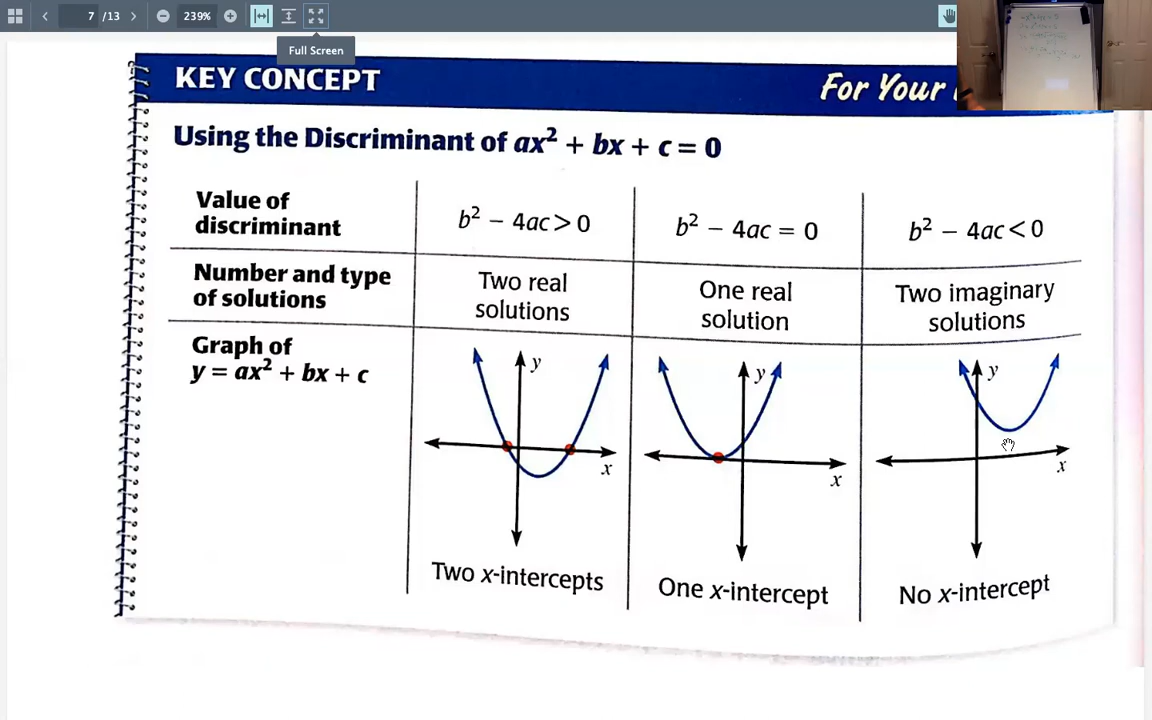 7 /13
239%
Full Screen
KEY CONCEPT
For Your
Using the Discriminant of ax² + bx + c = 0
Value of
discriminant
b² − 4ac > 0
b² − 4ac = 0
b² − 4ac < 0
Number and type
of solutions
Two real
solutions
One real
solution
Two imaginary
solutions
Graph of
y = ax² + bx + c
y
x
Two x-intercepts
y
x
One x-intercept
y
x
No x-intercept